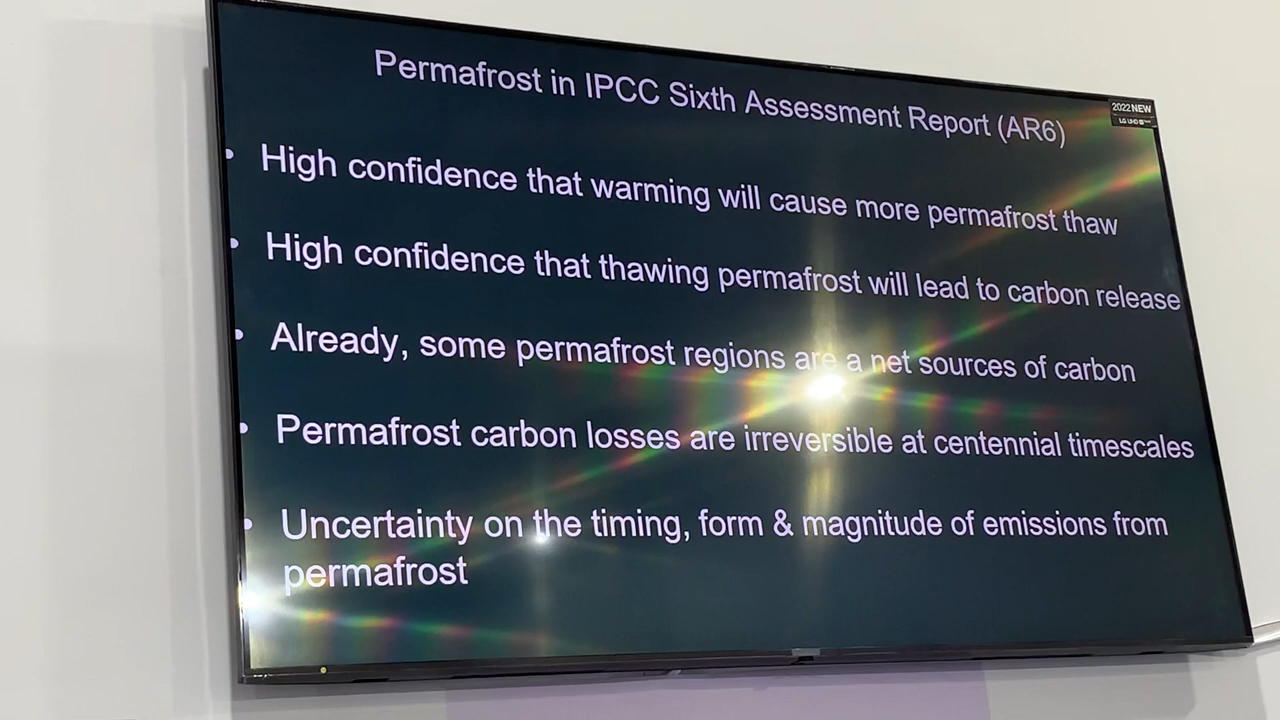 Permafrost in IPCC Sixth Assessment Report (AR6)
2022 NEW
LG UHD
• High confidence that warming will cause more permafrost thaw
• High confidence that thawing permafrost will lead to carbon release
• Already, some permafrost regions are a net sources of carbon
• Permafrost carbon losses are irreversible at centennial timescales
• Uncertainty on the timing, form & magnitude of emissions from
permafrost